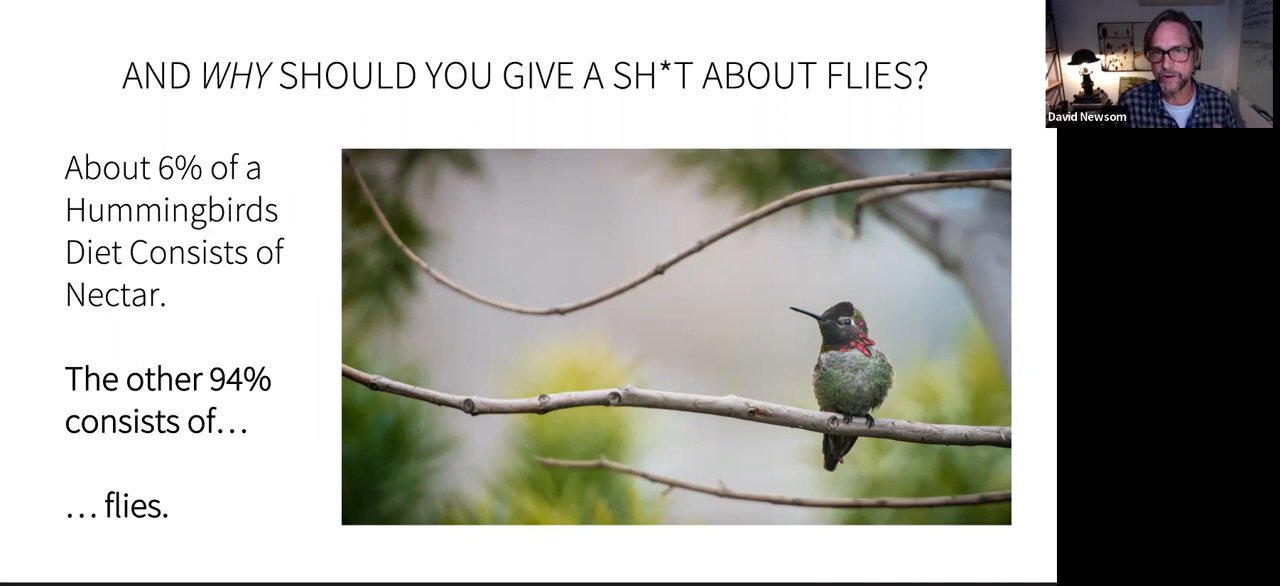 AND WHY SHOULD YOU GIVE A SH*T ABOUT FLIES?
David Newsom
About 6% of a
Hummingbirds
Diet Consists of
Nectar.
The other 94%
consists of…
… flies.